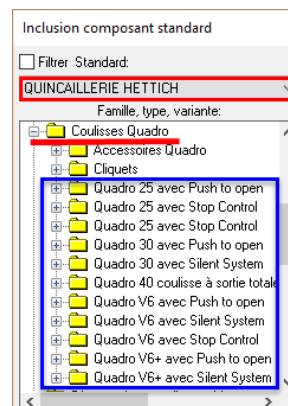 Inclusion composant standard
Filtrer Standard:
QUINCAILLERIE HETTICH
Famille, type, variante:
Coulisses Quadro
Accessoires Quadro
Cliquets
Quadro 25 avec Push to open
Quadro 25 avec Stop Control
Quadro 25 avec Stop Control
Quadro 30 avec Push to open
Quadro 30 avec Silent System
Quadro 40 coulisse à sortie totale
Quadro V6 avec Push to open
Quadro V6 avec Silent System
Quadro V6 avec Stop Control
Quadro V6+ avec Push to open
Quadro V6+ avec Silent System